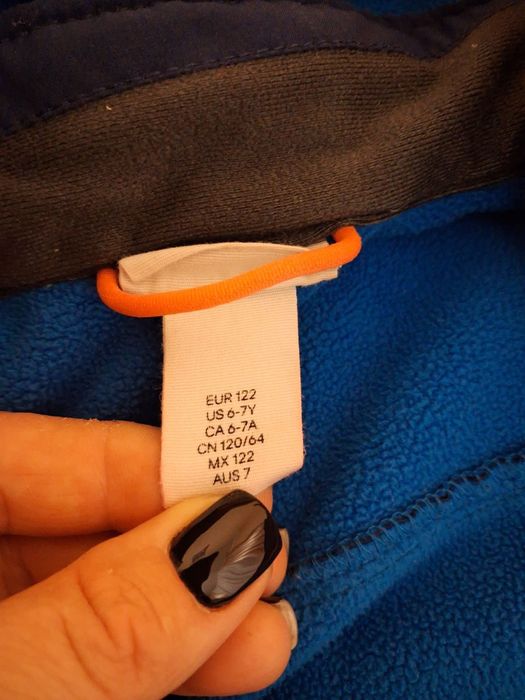 EUR 122
US 6-7Y
CA 6-7A
CN 120/64
MX 122
AUS 7